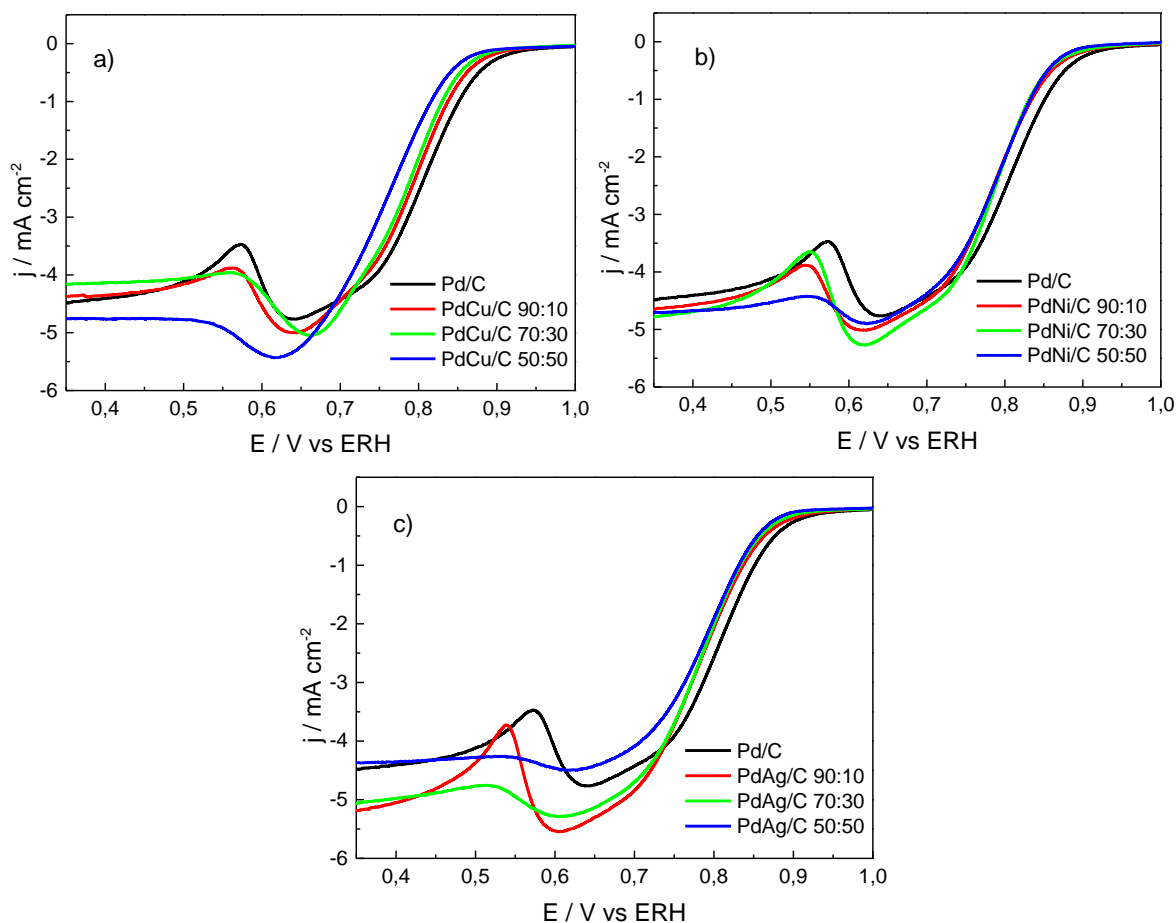 a)
0
-1
-2
-3
-4
-5
-6
j / mA cm⁻²
Pd/C
PdCu/C 90:10
PdCu/C 70:30
PdCu/C 50:50
0,4 0,5 0,6 0,7 0,8 0,9 1,0
E / V vs ERH
b)
0
-1
-2
-3
-4
-5
-6
j / mA cm⁻²
Pd/C
PdNi/C 90:10
PdNi/C 70:30
PdNi/C 50:50
0,4 0,5 0,6 0,7 0,8 0,9 1,0
E / V vs ERH
c)
0
-1
-2
-3
-4
-5
-6
j / mA cm⁻²
Pd/C
PdAg/C 90:10
PdAg/C 70:30
PdAg/C 50:50
0,4 0,5 0,6 0,7 0,8 0,9 1,0
E / V vs ERH